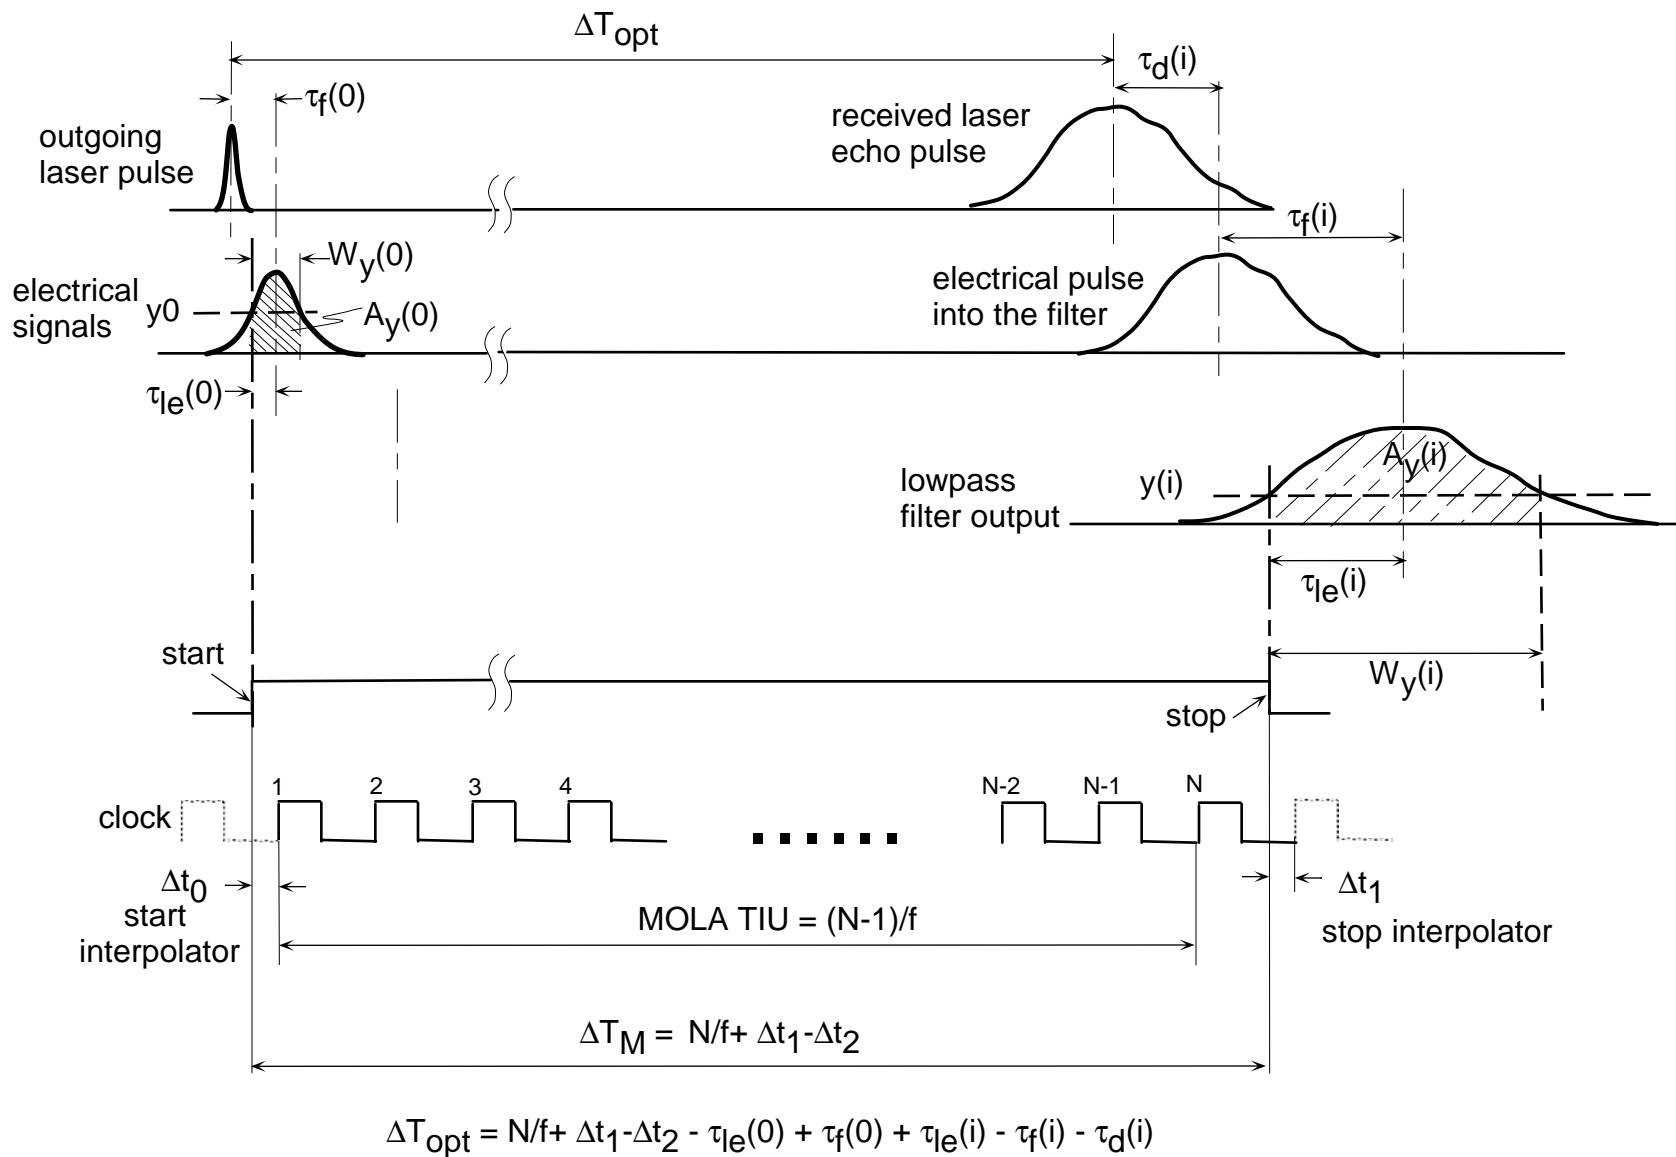 ΔT_opt
τ_d(i)
τ_f(0)
outgoing
laser pulse
received laser
echo pulse
τ_f(i)
W_y(0)
electrical
signals
y0
A_y(0)
electrical pulse
into the filter
τ_le(0)
A_y(i)
lowpass
filter output
y(i)
τ_le(i)
start
W_y(i)
stop
1 2 3 4 N-2 N-1 N
clock
Δt_0
start
interpolator
MOLA TIU = (N-1)/f
Δt_1
stop interpolator
ΔT_M = N/f+ Δt_1-Δt_2
ΔT_opt = N/f+ Δt_1-Δt_2 - τ_le(0) + τ_f(0) + τ_le(i) - τ_f(i) - τ_d(i)